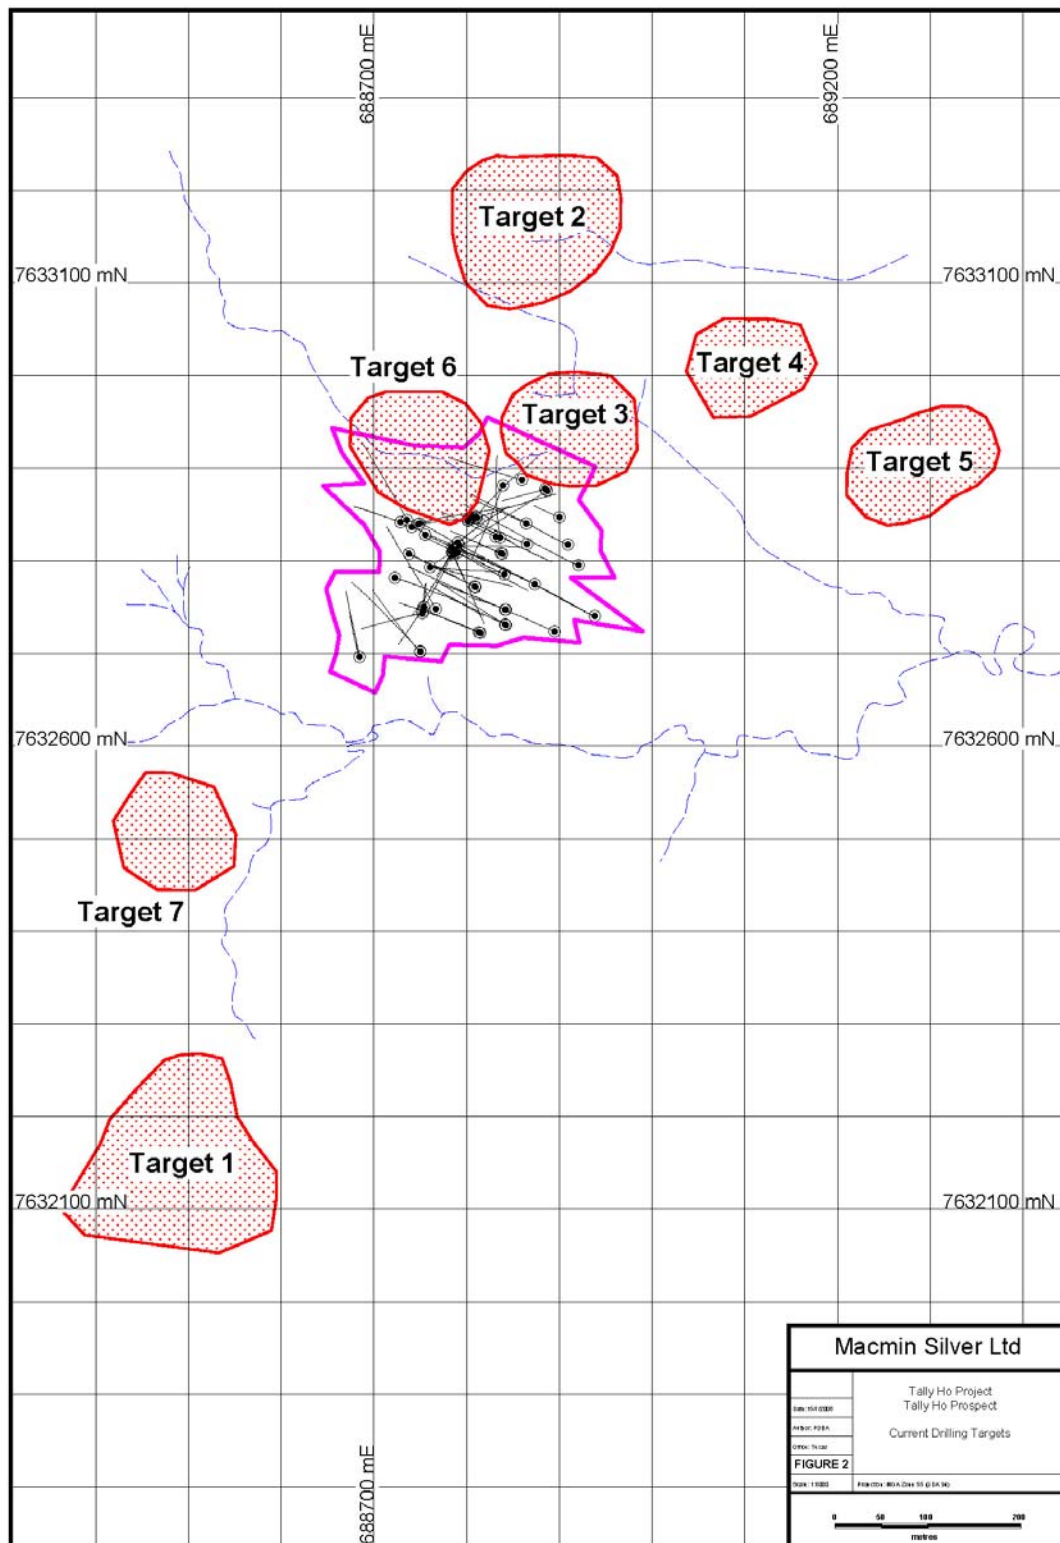 688700 mE
689200 mE
Target 2
7633100 mN
7633100 mN
Target 4
Target 6
Target 3
Target 5
7632600 mN
7632600 mN
Target 7
Target 1
7632100 mN
7632100 mN
688700 mE
Macmin Silver Ltd
Tally Ho Project
Tally Ho Prospect
Current Drilling Targets
FIGURE 2
0 50 100 200
metres